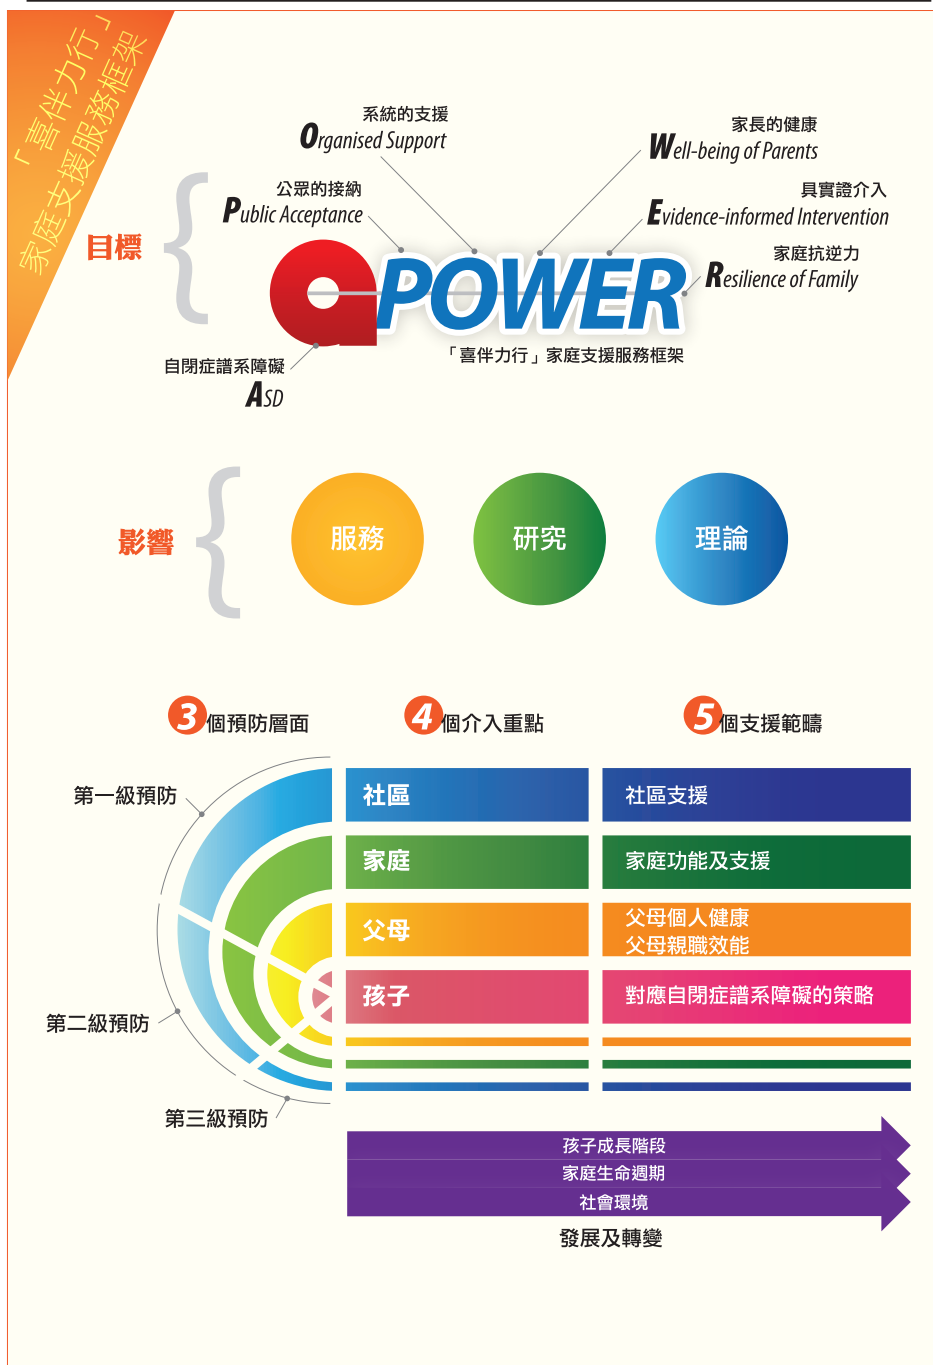 「喜伴力行」
家庭支援服務框架
目標
系統的支援
Organised Support
家長的健康
Well-being of Parents
公眾的接納
Public Acceptance
具實證介入
Evidence-informed Intervention
家庭抗逆力
Resilience of Family
aPOWER
「喜伴力行」家庭支援服務框架
自閉症譜系障礙
ASD
影響
服務
研究
理論
3個預防層面
4個介入重點
5個支援範疇
第一級預防
第二級預防
第三級預防
社區
社區支援
家庭
家庭功能及支援
父母
父母個人健康
父母親職效能
孩子
對應自閉症譜系障礙的策略
孩子成長階段
家庭生命週期
社會環境
發展及轉變